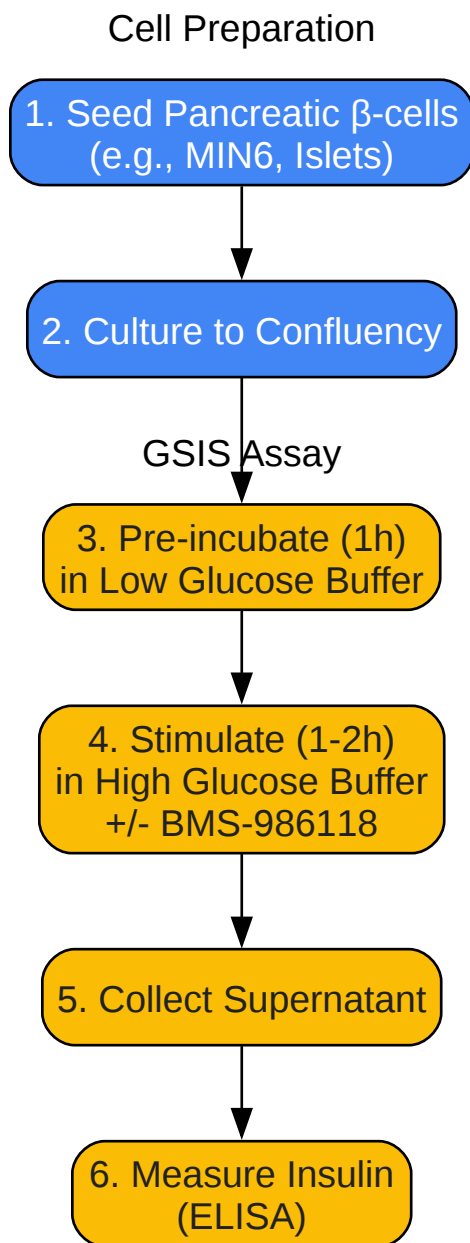 Cell Preparation
1. Seed Pancreatic β-cells
(e.g., MIN6, Islets)
2. Culture to Confluency
GSIS Assay
3. Pre-incubate (1h)
in Low Glucose Buffer
4. Stimulate (1-2h)
in High Glucose Buffer
+/- BMS-986118
5. Collect Supernatant
6. Measure Insulin
(ELISA)